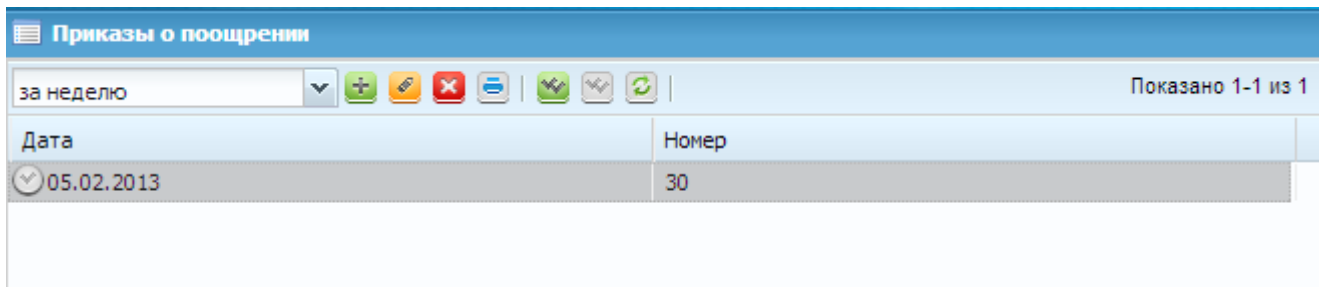 Приказы о поощрении
за неделю Показано 1-1 из 1
Дата Номер
05.02.2013 30